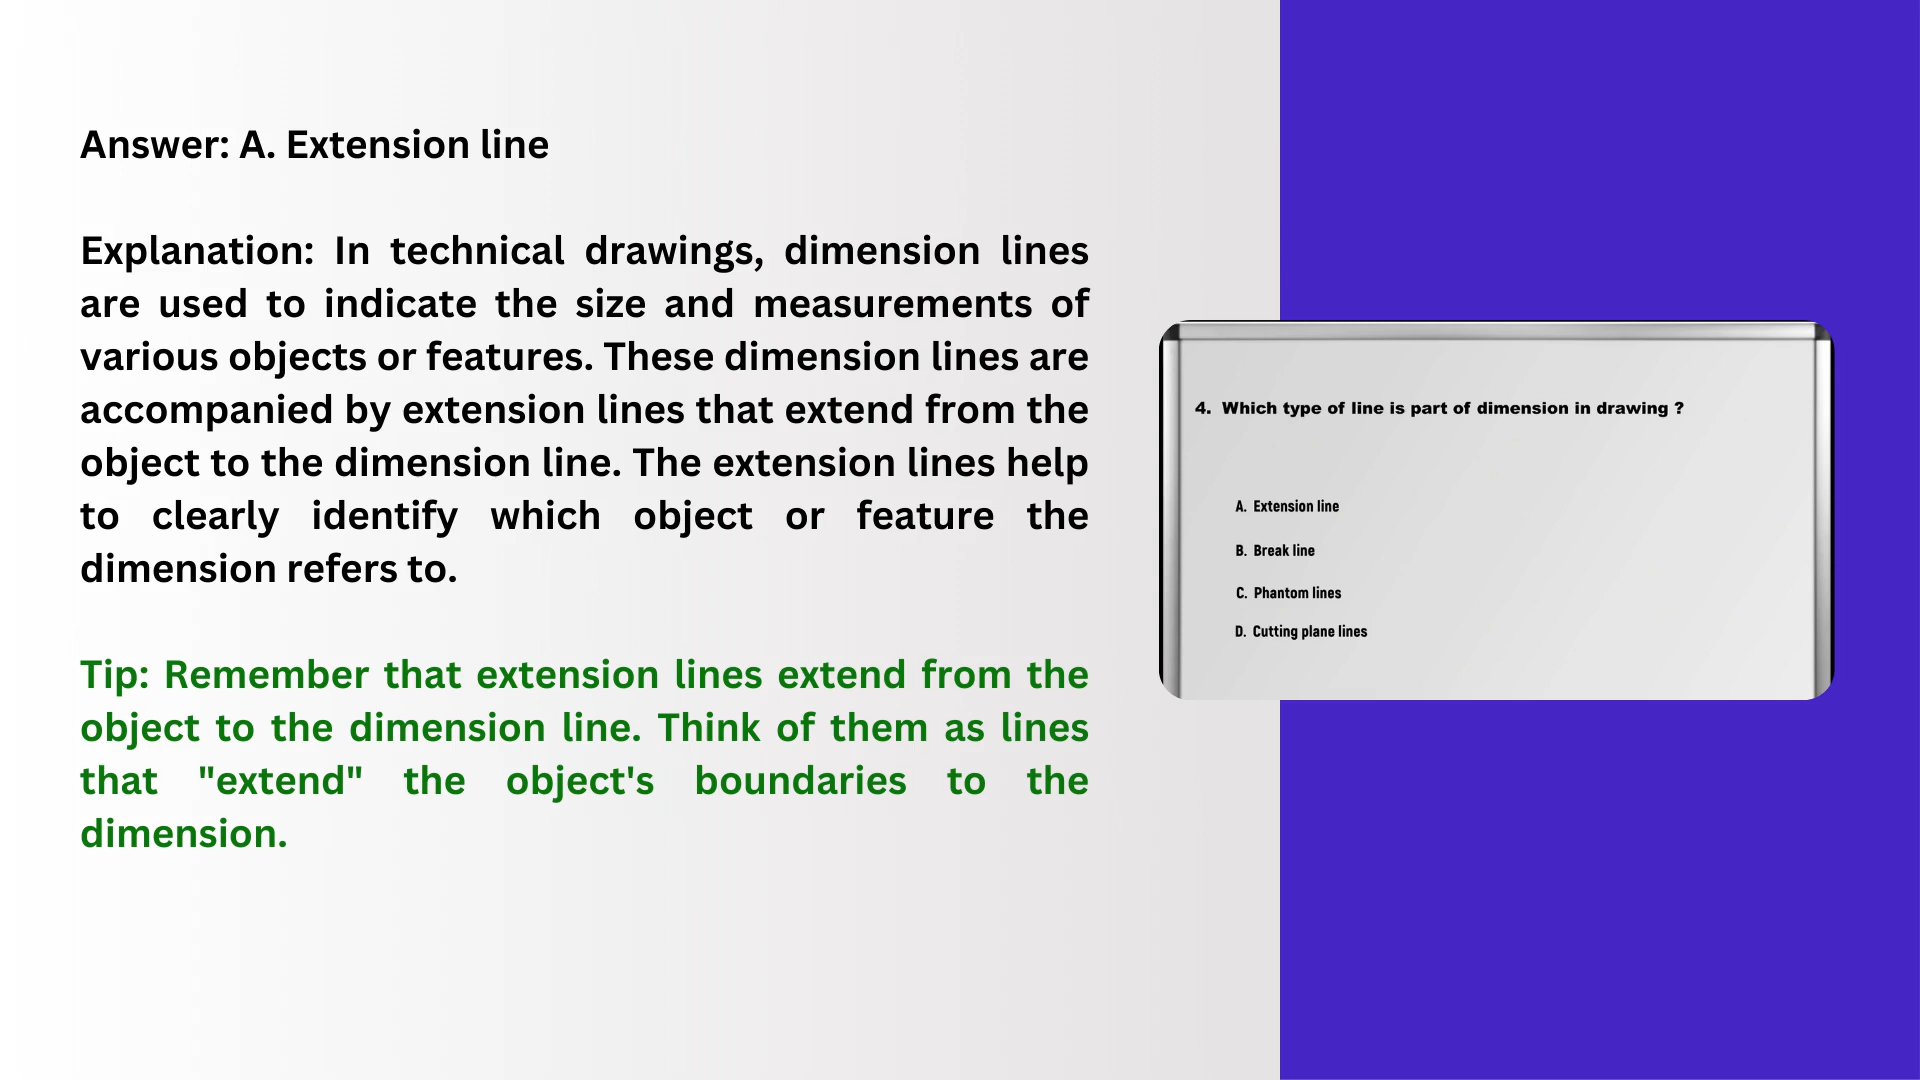 Answer: A. Extension line
Explanation: In technical drawings, dimension lines
are used to indicate the size and measurements of
various objects or features. These dimension lines are
accompanied by extension lines that extend from the
object to the dimension line. The extension lines help
to clearly identify which object or feature the
dimension refers to.
Tip: Remember that extension lines extend from the
object to the dimension line. Think of them as lines
that "extend" the object's boundaries to the
dimension.
4. Which type of line is part of dimension in drawing ?
A. Extension line
B. Break line
C. Phantom lines
D. Cutting plane lines